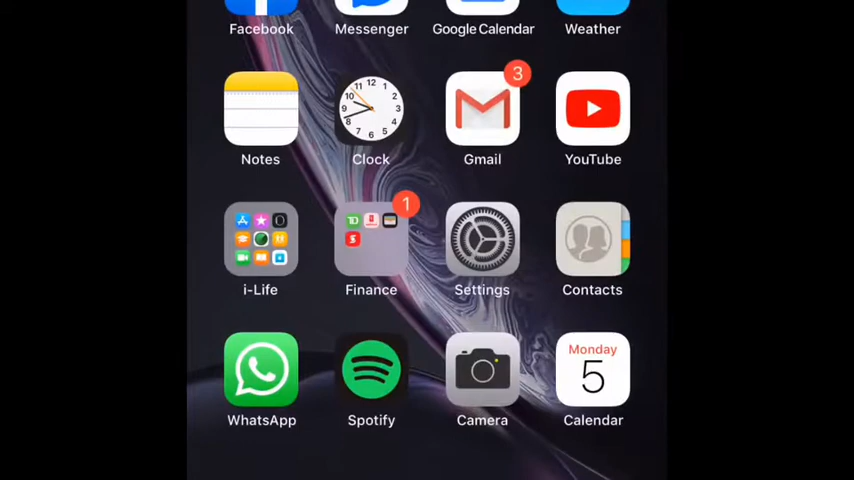 Facebook
Messenger
Google Calendar
Weather
3
Notes
Clock
Gmail
YouTube
1
i-Life
Finance
Settings
Contacts
Monday
5
WhatsApp
Spotify
Camera
Calendar